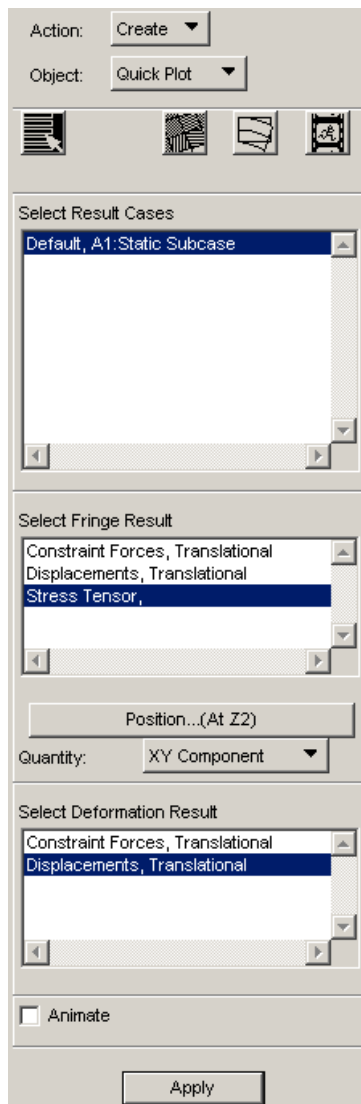 Action: Create
Object: Quick Plot
Select Result Cases
Default, A1:Static Subcase
Select Fringe Result
Constraint Forces, Translational
Displacements, Translational
Stress Tensor,
Position...(At Z2)
Quantity: XY Component
Select Deformation Result
Constraint Forces, Translational
Displacements, Translational
Animate
Apply